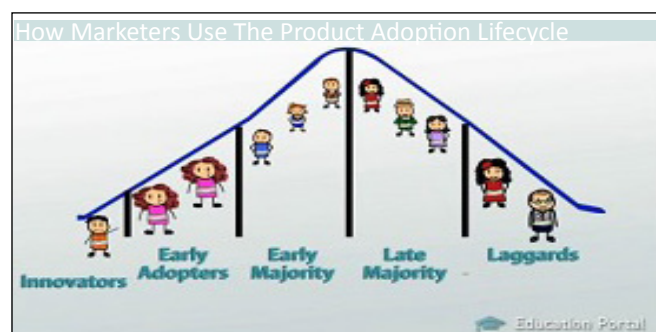 How Marketers Use The Product Adoption Lifecycle
Innovators
Early
Adopters
Early
Majority
Late
Majority
Laggards
Education Portal